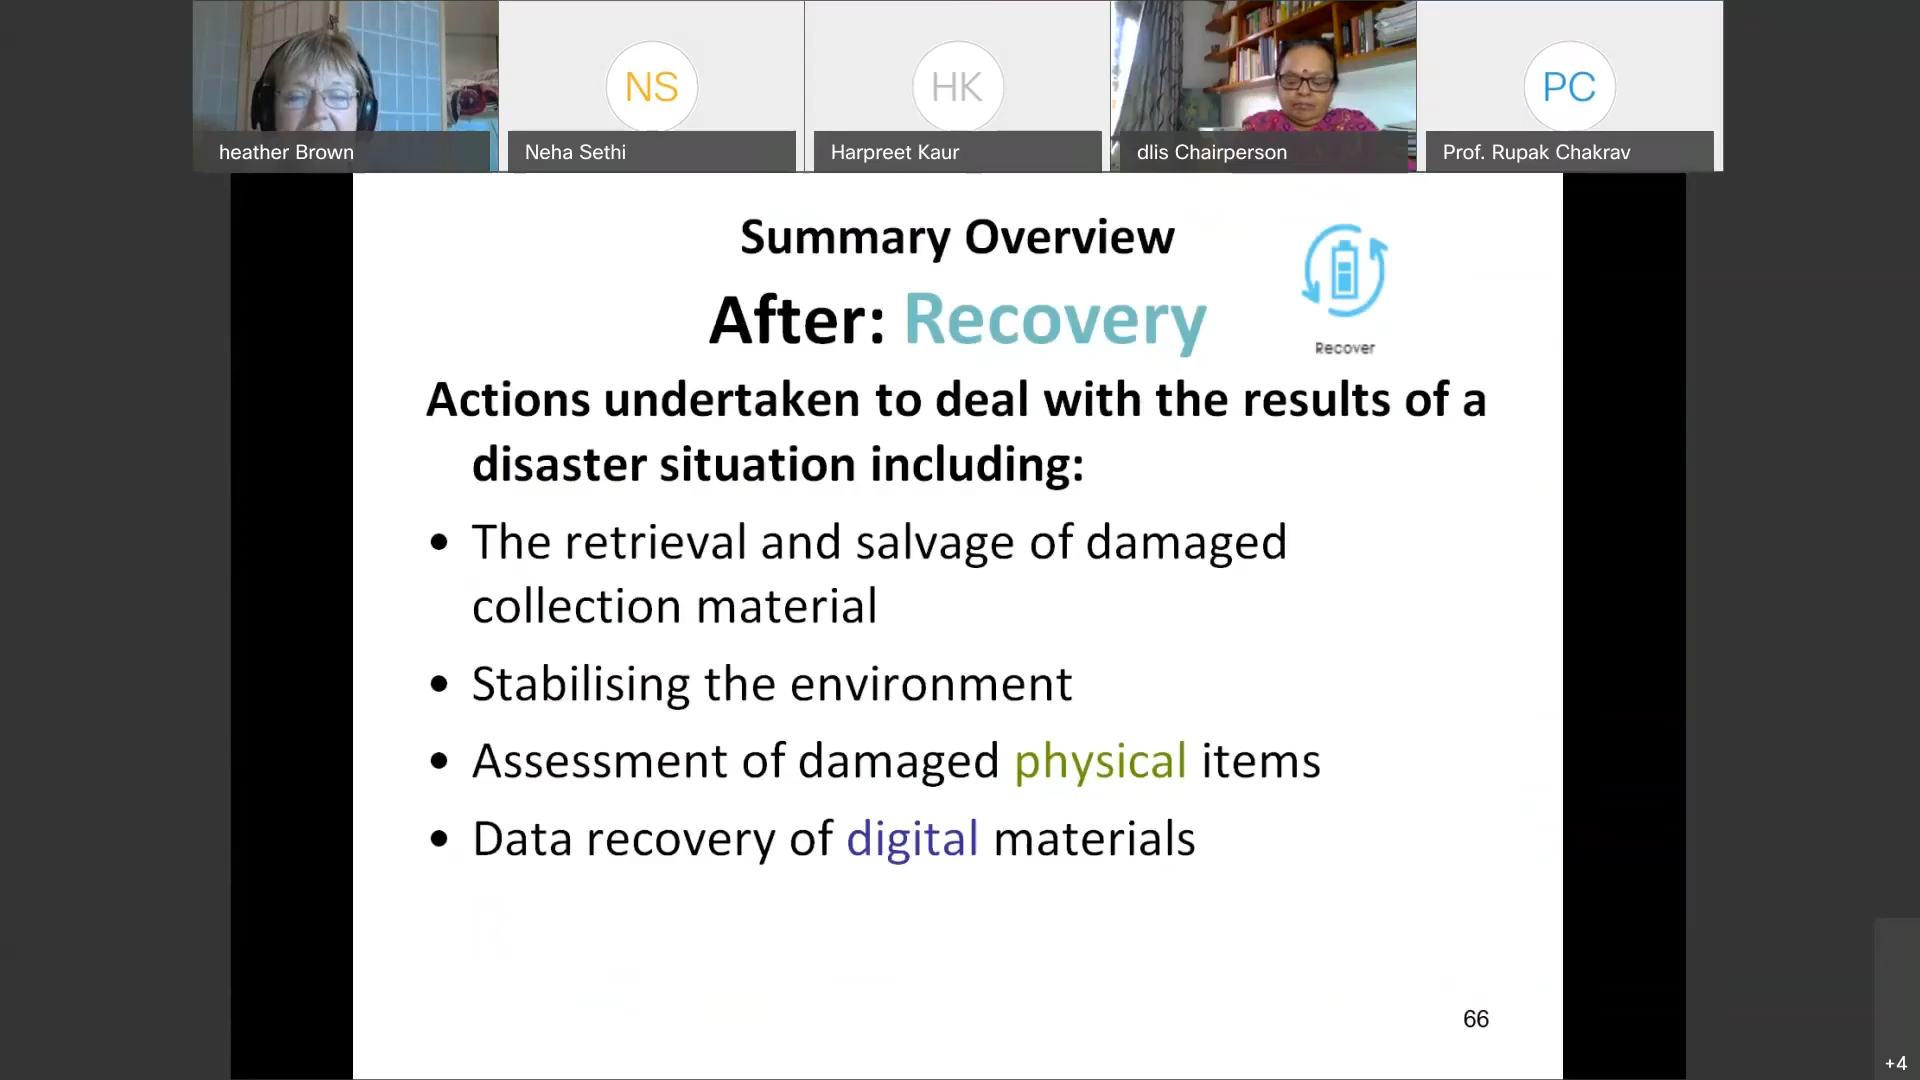 NS
HK
PC
heather Brown
Neha Sethi
Harpreet Kaur
dlis Chairperson
Prof. Rupak Chakrav
Summary Overview
After: Recovery
Recover
Actions undertaken to deal with the results of a
disaster situation including:
• The retrieval and salvage of damaged
collection material
• Stabilising the environment
• Assessment of damaged physical items
• Data recovery of digital materials
66
+4